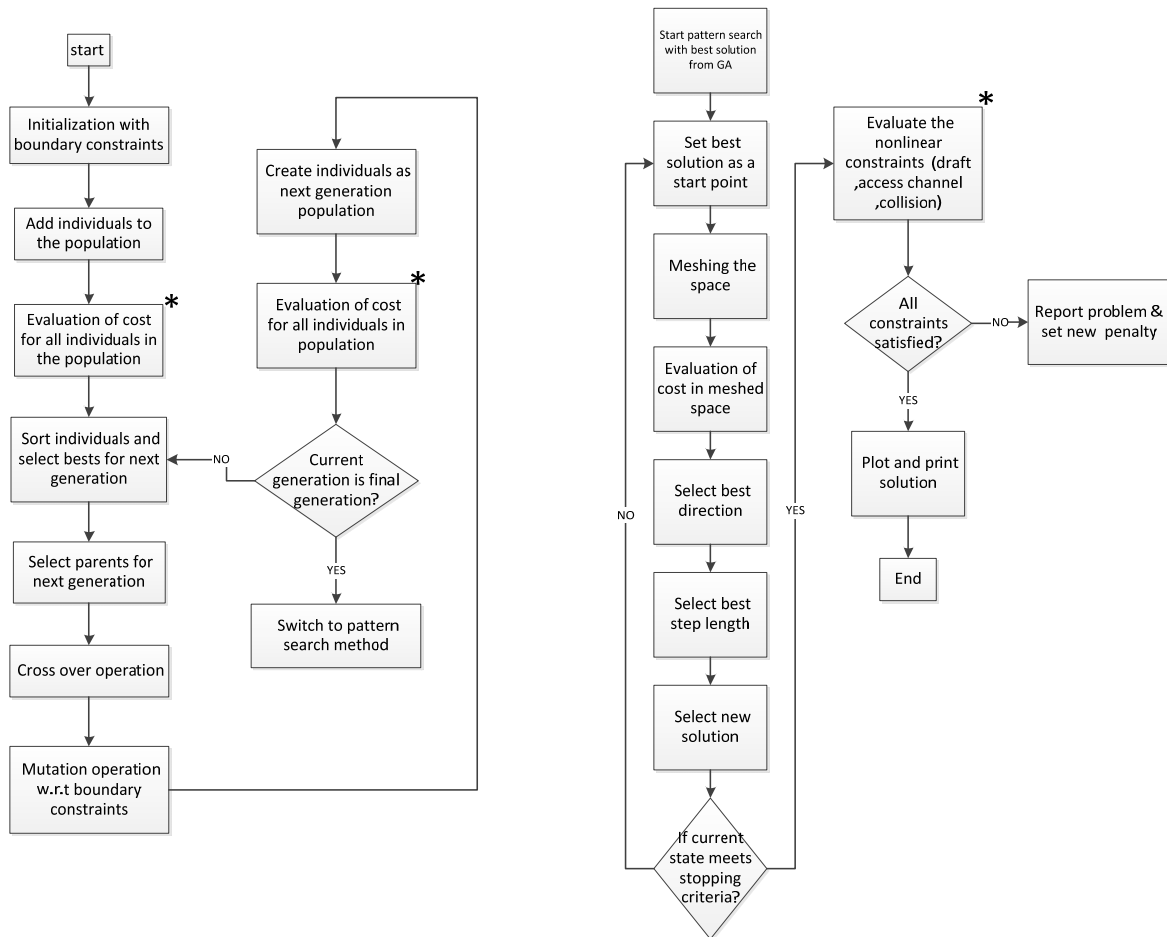 start
Initialization with
boundary constraints
Add individuals to
the population
*
Evaluation of cost
for all individuals in
the population
Sort individuals and
select bests for next
generation
Select parents for
next generation
Cross over operation
Mutation operation
w.r.t boundary
constraints
Create individuals as
next generation
population
*
Evaluation of cost
for all individuals in
population
Current
generation is final
generation?
NO
YES
Switch to pattern
search method
Start pattern search
with best solution
from GA
Set best
solution as a
start point
Meshing the
space
Evaluation of
cost in meshed
space
Select best
direction
Select best
step length
Select new
solution
If current
state meets
stopping
criteria?
NO
YES
*
Evaluate the
nonlinear
constraints (draft
,access channel
,collision)
All
constraints
satisfied?
NO
Report problem &
set new penalty
YES
Plot and print
solution
End